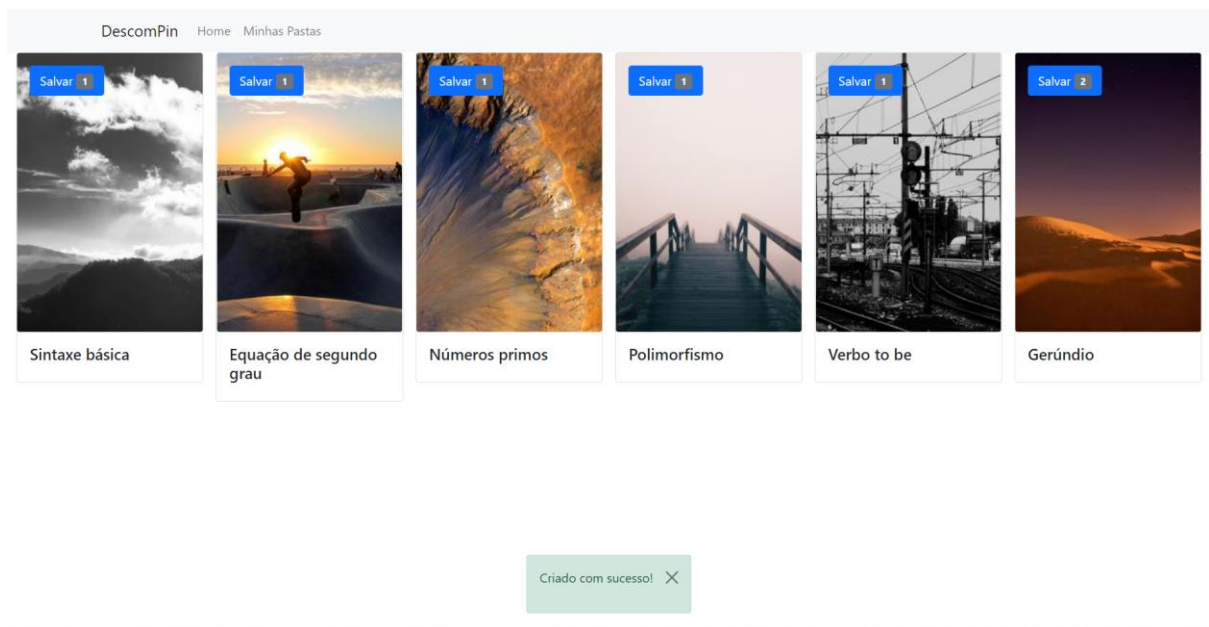 DescomPin Home Minhas Pastas
Salvar 1
Salvar 1
Salvar 1
Salvar 1
Salvar 1
Salvar 2
Sintaxe básica
Equação de segundo
grau
Números primos
Polimorfismo
Verbo to be
Gerúndio
Criado com sucesso!